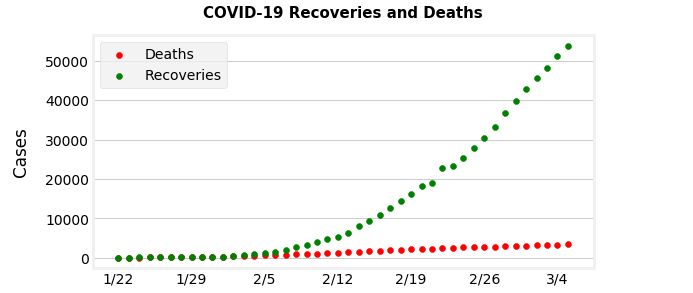 COVID-19 Recoveries and Deaths
Deaths
Recoveries
Cases
50000
40000
30000
20000
10000
0
1/22 1/29 2/5 2/12 2/19 2/26 3/4